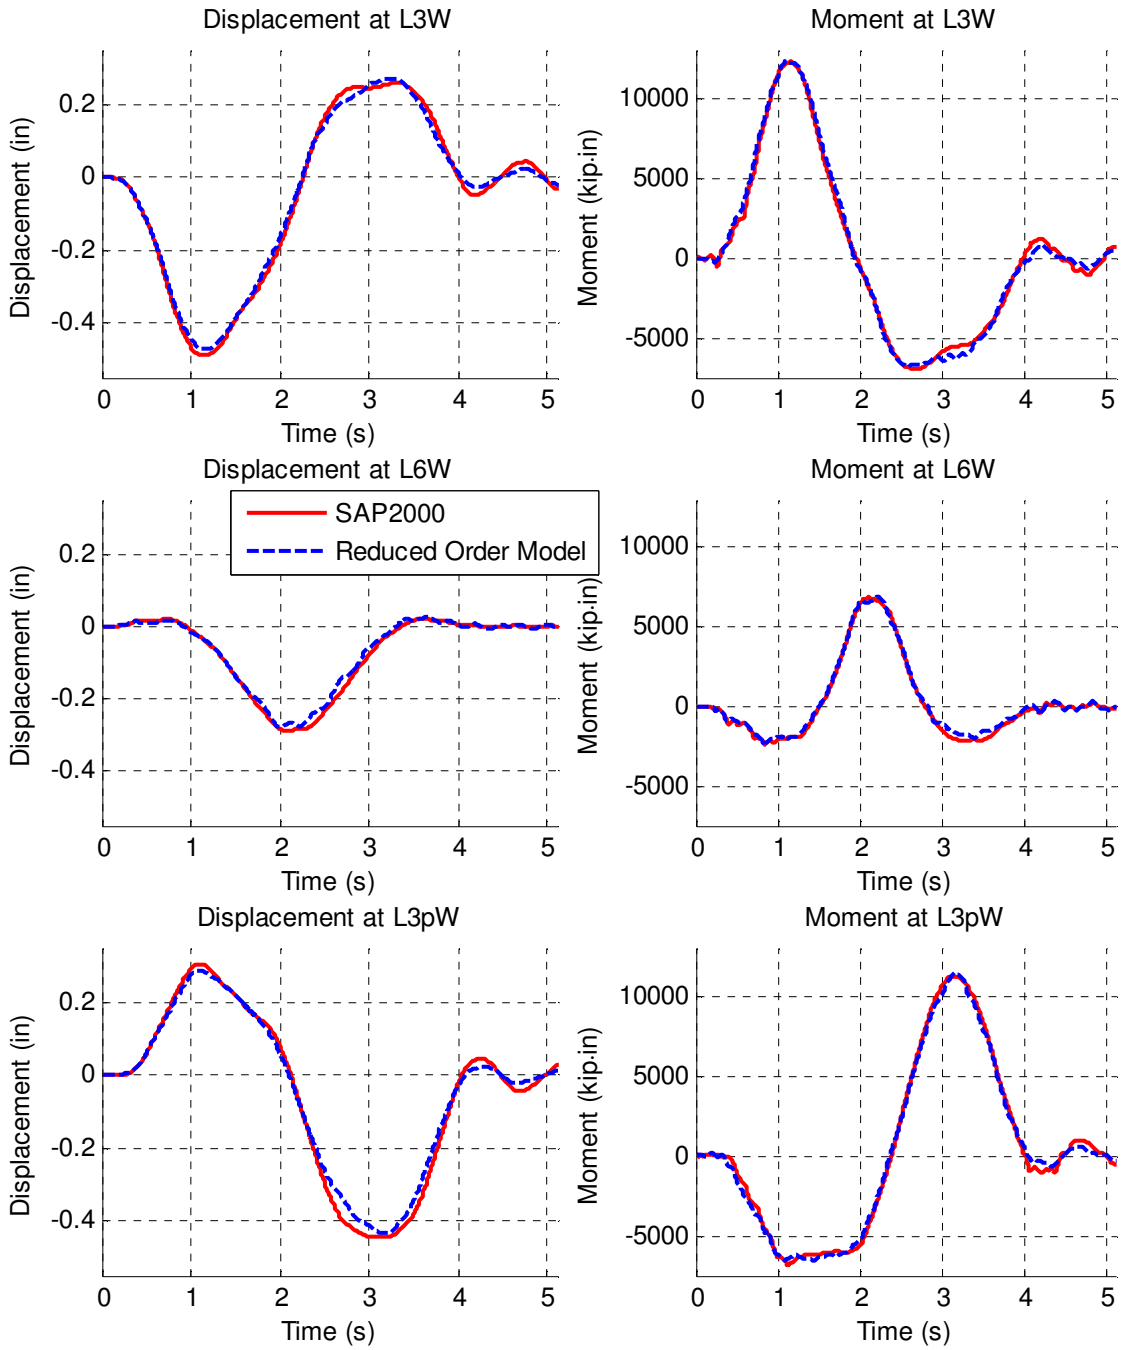 Displacement at L3W
Displacement (in)
0.2
0
-0.2
-0.4
0 1 2 3 4 5
Time (s)
Moment at L3W
Moment (kip.in)
10000
5000
0
-5000
0 1 2 3 4 5
Time (s)
Displacement at L6W
SAP2000
Reduced Order Model
Displacement (in)
0.2
0
-0.2
-0.4
0 1 2 3 4 5
Time (s)
Moment at L6W
Moment (kip.in)
10000
5000
0
-5000
0 1 2 3 4 5
Time (s)
Displacement at L3pW
Displacement (in)
0.2
0
-0.2
-0.4
0 1 2 3 4 5
Time (s)
Moment at L3pW
Moment (kip.in)
10000
5000
0
-5000
0 1 2 3 4 5
Time (s)